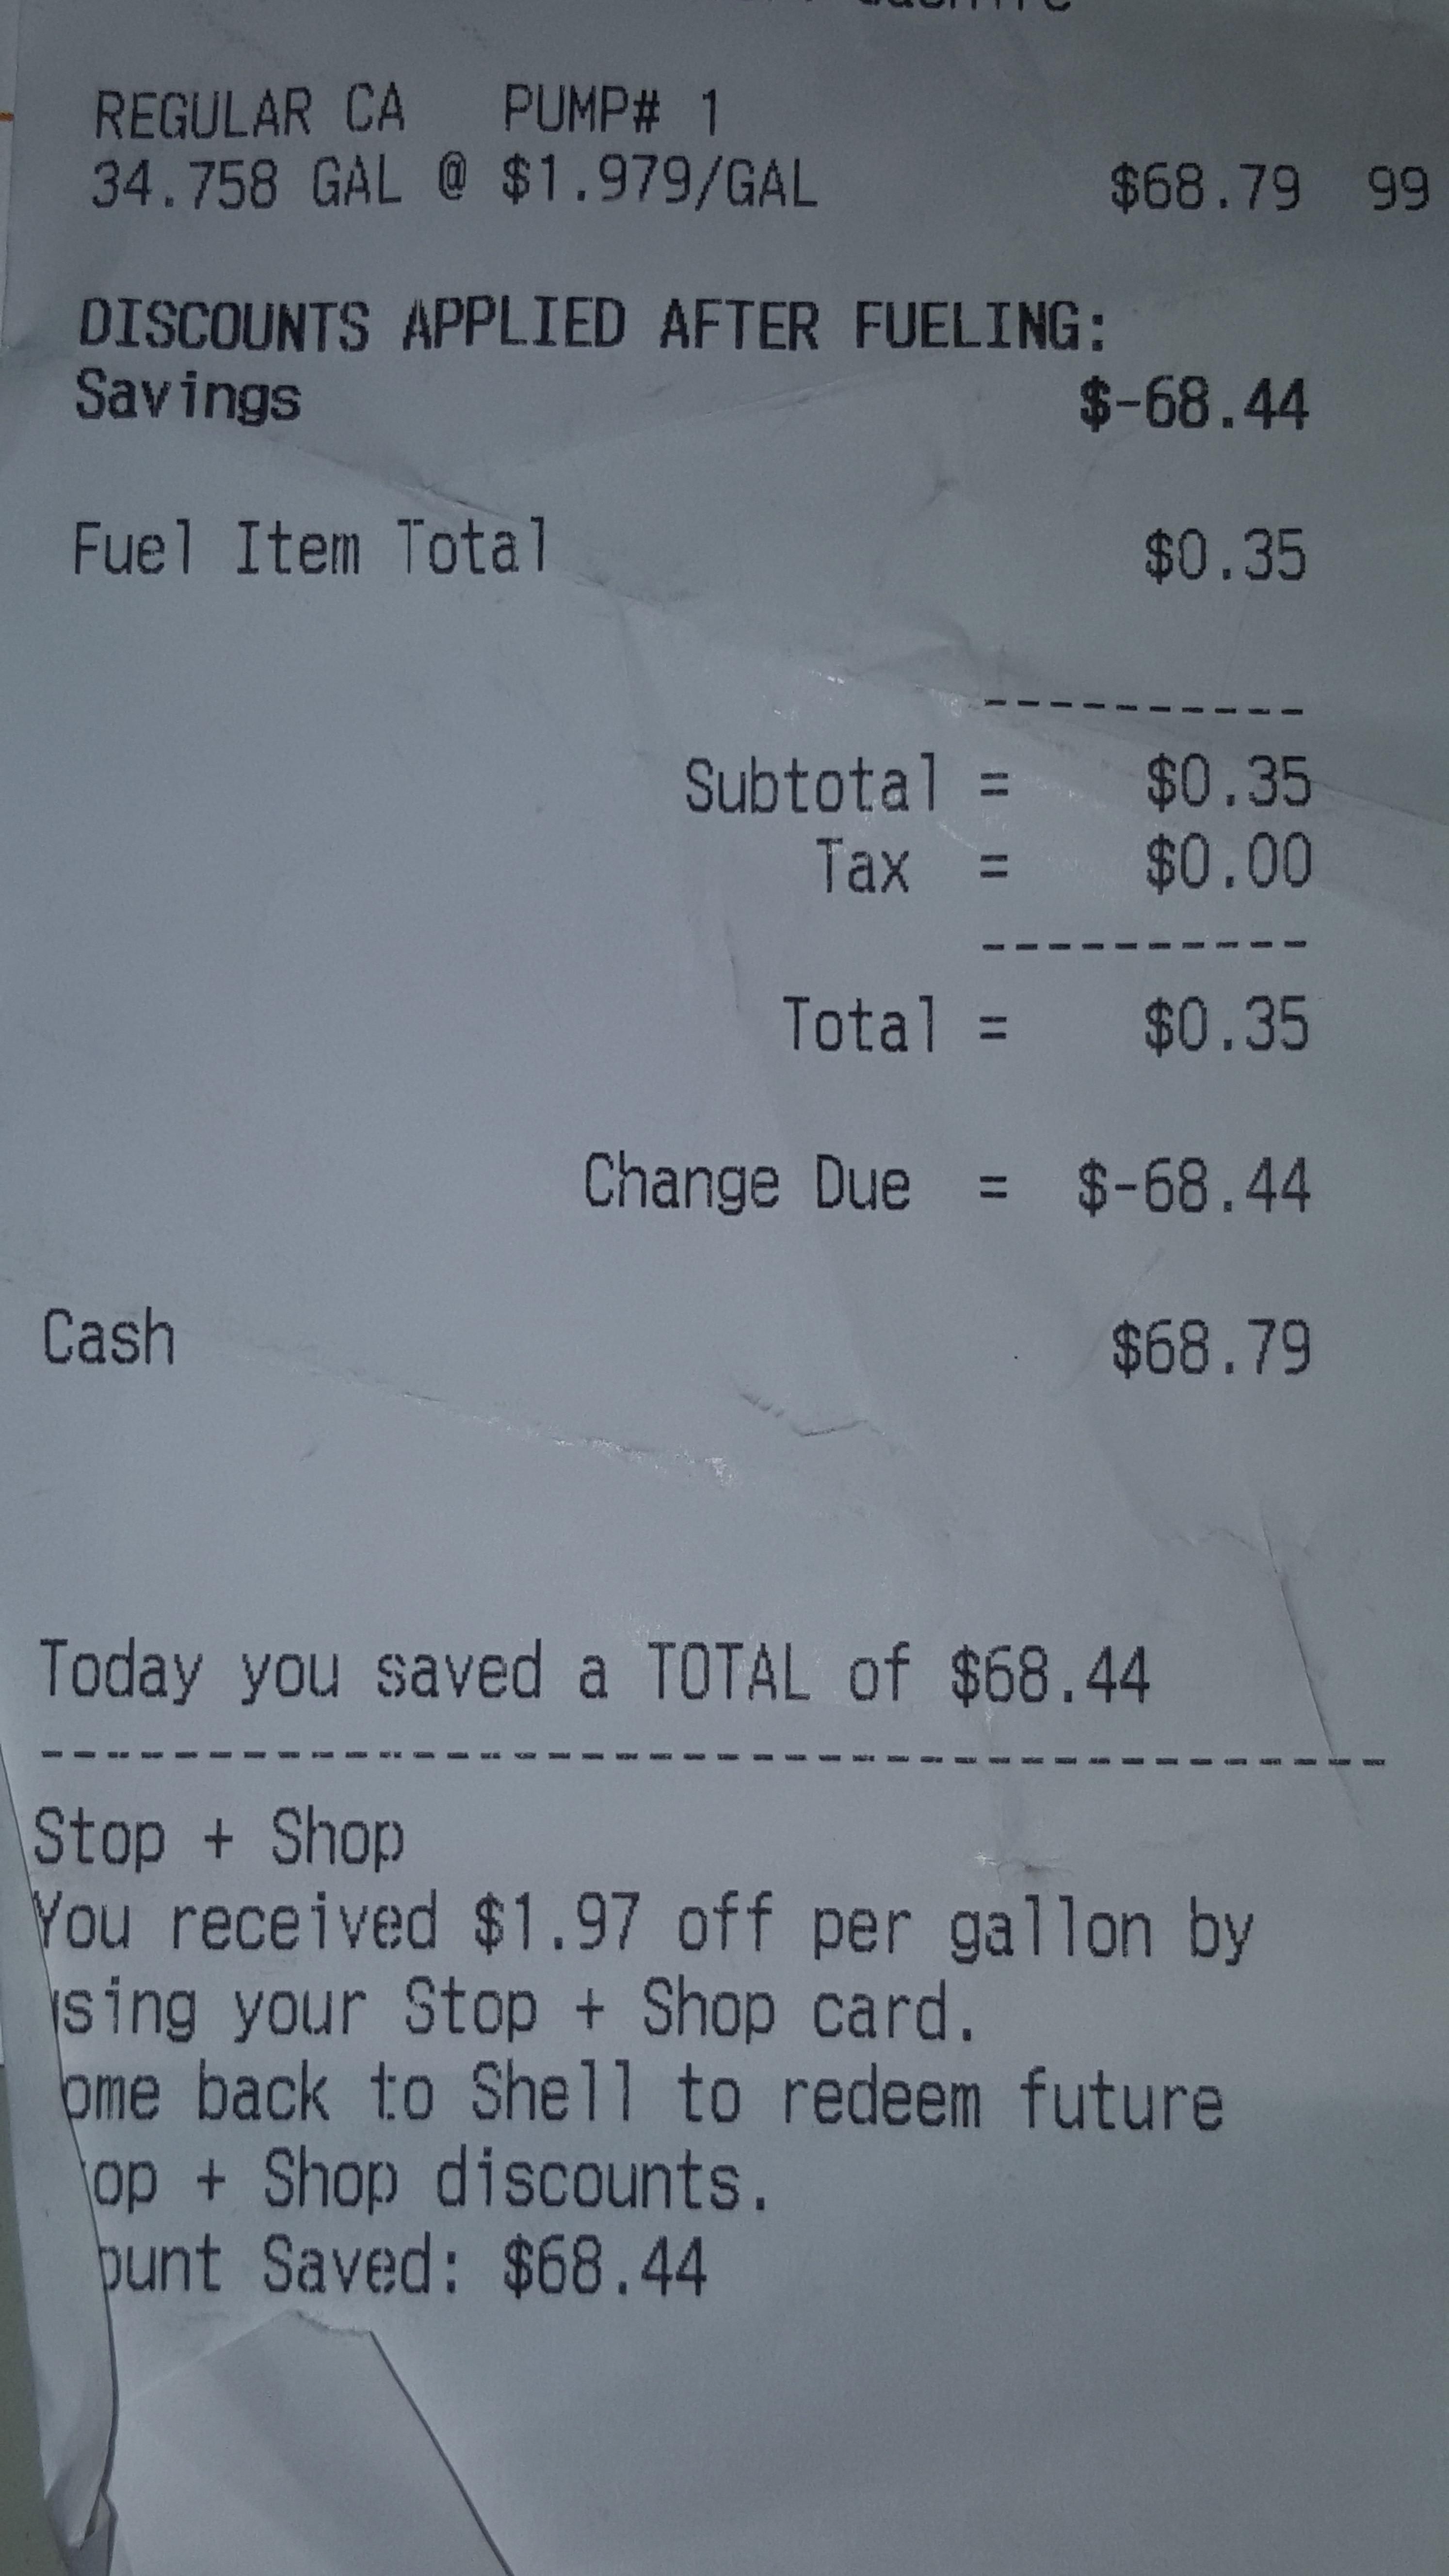 REGULAR CA PUMP# 1
34.758 GAL @ $1.979/GAL $68.79 99
DISCOUNTS APPLIED AFTER FUELING:
Savings $-68.44
Fuel Item Total $0.35
----------
Subtotal = $0.35
Tax = $0.00
----------
Total = $0.35
Change Due = $-68.44
Cash $68.79
Today you saved a TOTAL of $68.44
----------------------------------------
Stop + Shop
You received $1.97 off per gallon by
sing your Stop + Shop card.
ome back to Shell to redeem future
op + Shop discounts.
ount Saved: $68.44